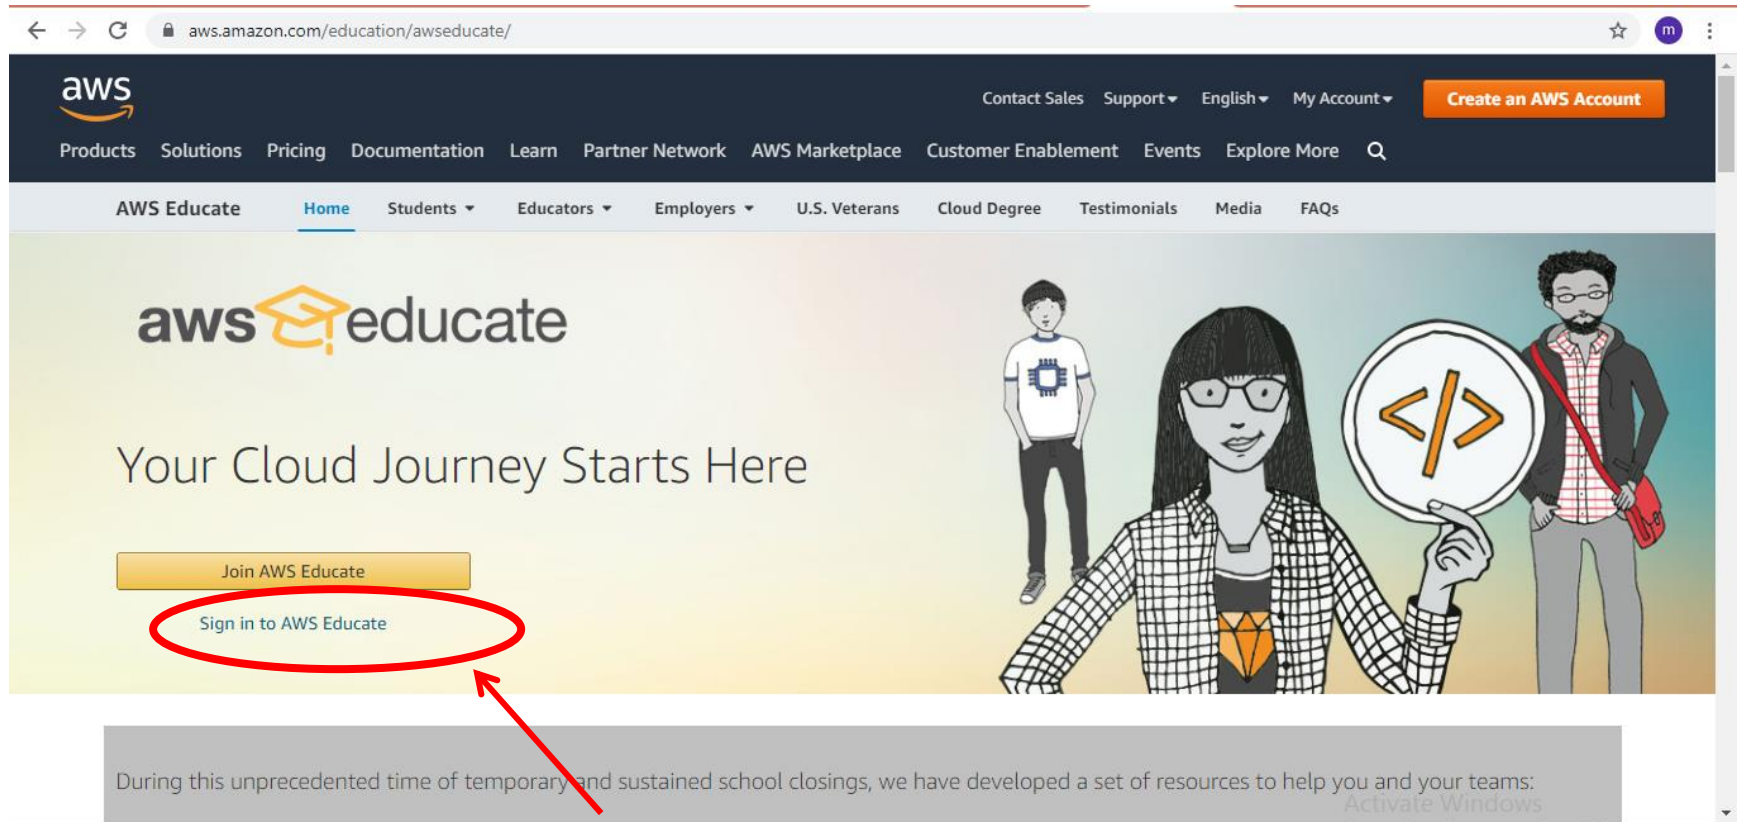 aws.amazon.com/education/awseducate/
m
aws
Contact Sales Support English My Account Create an AWS Account
Products Solutions Pricing Documentation Learn Partner Network AWS Marketplace Customer Enablement Events Explore More
AWS Educate Home Students Educators Employers U.S. Veterans Cloud Degree Testimonials Media FAQs
aws educate
</>
Your Cloud Journey Starts Here
Join AWS Educate
Sign in to AWS Educate
During this unprecedented time of temporary and sustained school closings, we have developed a set of resources to help you and your teams:
Activate Windows